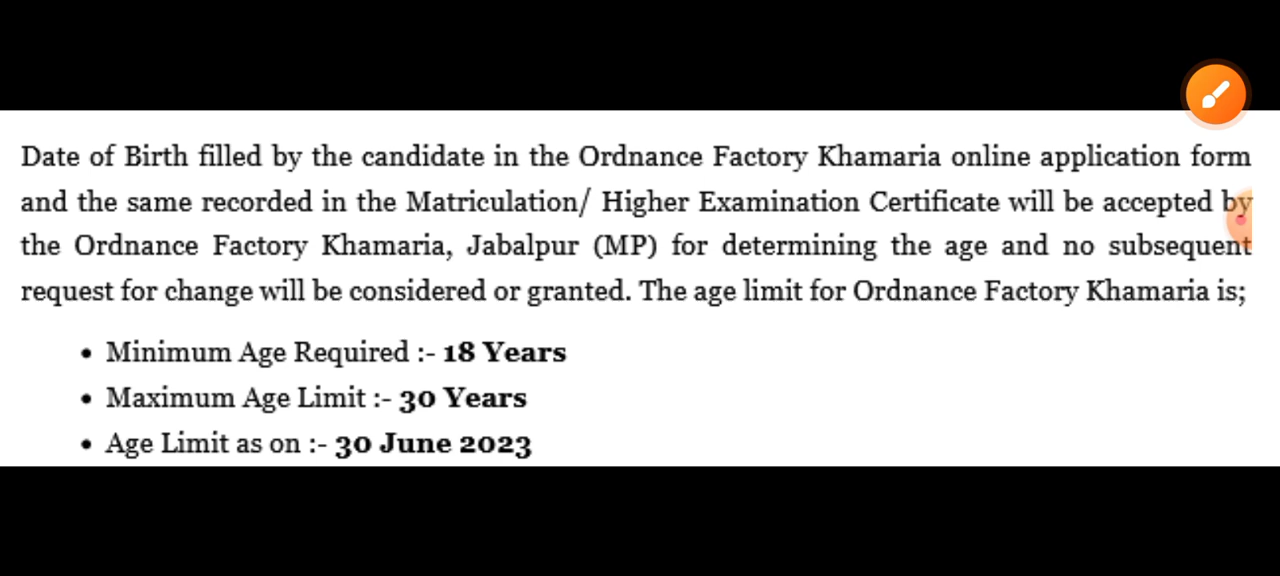 Date of Birth filled by the candidate in the Ordnance Factory Khamaria online application form
and the same recorded in the Matriculation/ Higher Examination Certificate will be accepted by
the Ordnance Factory Khamaria, Jabalpur (MP) for determining the age and no subsequent
request for change will be considered or granted. The age limit for Ordnance Factory Khamaria is;
• Minimum Age Required :- 18 Years
• Maximum Age Limit :- 30 Years
• Age Limit as on :- 30 June 2023